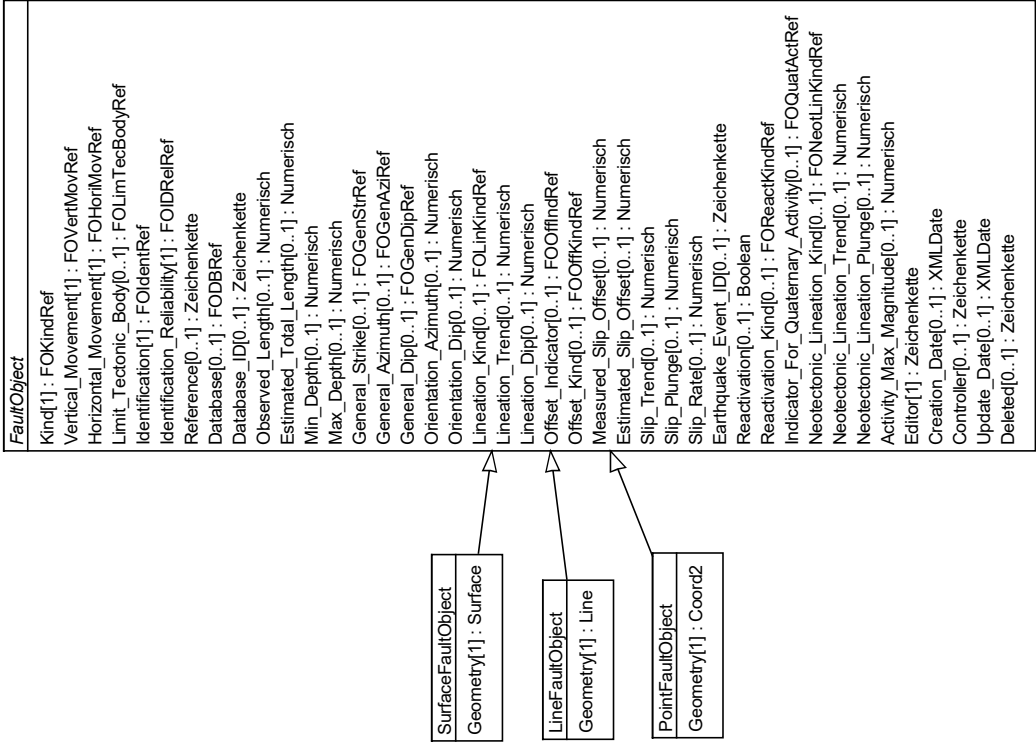 FaultObject
Kind[1] : FOKindRef
Vertical_Movement[1] : FOVertMovRef
Horizontal_Movement[1] : FOHoriMovRef
Limit_Tectonic_Body[0..1] : FOLimTecBodyRef
Identification[1] : FOIdentRef
Identification_Reliability[1] : FOIDRelRef
Reference[0..1] : Zeichenkette
Database[0..1] : FODBRef
Database_ID[0..1] : Zeichenkette
Observed_Length[0..1] : Numerisch
Estimated_Total_Length[0..1] : Numerisch
Min_Depth[0..1] : Numerisch
Max_Depth[0..1] : Numerisch
General_Strike[0..1] : FOGenStrRef
General_Azimuth[0..1] : FOGenAziRef
General_Dip[0..1] : FOGenDipRef
Orientation_Azimuth[0..1] : Numerisch
Orientation_Dip[0..1] : Numerisch
Lineation_Kind[0..1] : FOLinKindRef
Lineation_Trend[0..1] : Numerisch
Lineation_Dip[0..1] : Numerisch
Offset_Indicator[0..1] : FOOffIndRef
Offset_Kind[0..1] : FOOffKindRef
Measured_Slip_Offset[0..1] : Numerisch
Estimated_Slip_Offset[0..1] : Numerisch
Slip_Trend[0..1] : Numerisch
Slip_Plunge[0..1] : Numerisch
Slip_Rate[0..1] : Numerisch
Earthquake_Event_ID[0..1] : Zeichenkette
Reactivation[0..1] : Boolean
Reactivation_Kind[0..1] : FOReactKindRef
Indicator_For_Quaternary_Activity[0..1] : FOQuatActRef
Neotectonic_Lineation_Kind[0..1] : FONeotLinKindRef
Neotectonic_Lineation_Trend[0..1] : Numerisch
Neotectonic_Lineation_Plunge[0..1] : Numerisch
Activity_Max_Magnitude[0..1] : Numerisch
Editor[1] : Zeichenkette
Creation_Date[0..1] : XMLDate
Controller[0..1] : Zeichenkette
Update_Date[0..1] : XMLDate
Deleted[0..1] : Zeichenkette
SurfaceFaultObject
Geometry[1] : Surface
LineFaultObject
Geometry[1] : Line
PointFaultObject
Geometry[1] : Coord2